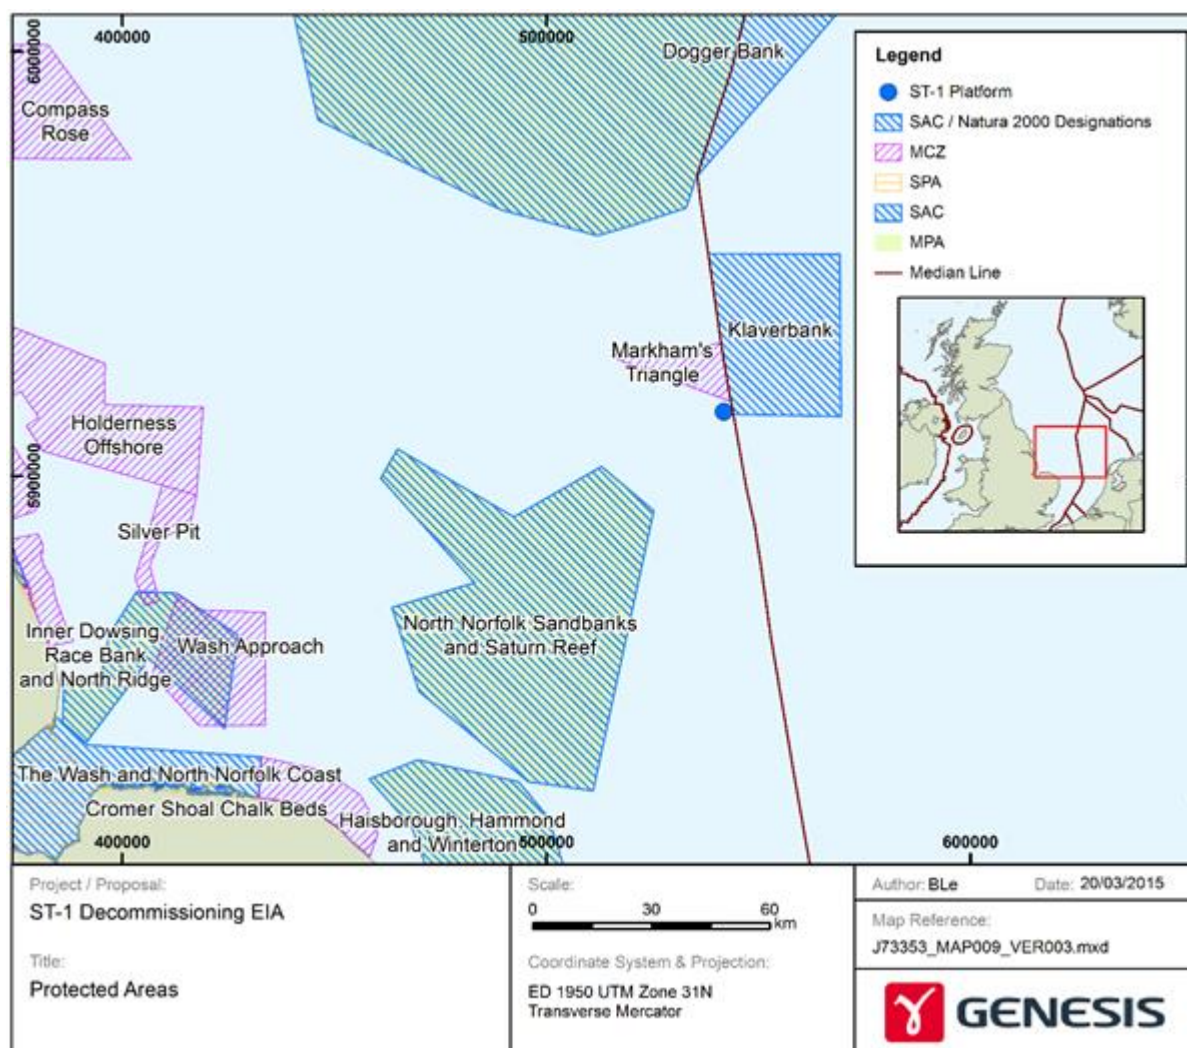 400000
500000
6000000
Dogger Bank
Compass
Rose
Klaverbank
Markham's
Triangle
Holderness
Offshore
5900000
Silver Pit
North Norfolk Sandbanks
and Saturn Reef
Inner Dowsing,
Race Bank
and North Ridge
Wash Approach
The Wash and North Norfolk Coast
Cromer Shoal Chalk Beds
Haisborough, Hammond
and Winterton
400000
500000
600000
Legend
ST-1 Platform
SAC / Natura 2000 Designations
MCZ
SPA
SAC
MPA
Median Line
Project / Proposal:
ST-1 Decommissioning EIA
Title:
Protected Areas
Scale:
0 30 60
km
Coordinate System & Projection:
ED 1950 UTM Zone 31N
Transverse Mercator
Author: BLe Date: 20/03/2015
Map Reference:
J73353_MAP009_VER003.mxd
GENESIS